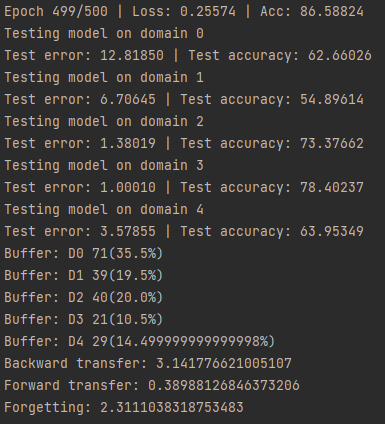 Epoch 499/500 | Loss: 0.25574 | Acc: 86.58824
Testing model on domain 0
Test error: 12.81850 | Test accuracy: 62.66026
Testing model on domain 1
Test error: 6.70645 | Test accuracy: 54.89614
Testing model on domain 2
Test error: 1.38019 | Test accuracy: 73.37662
Testing model on domain 3
Test error: 1.00010 | Test accuracy: 78.40237
Testing model on domain 4
Test error: 3.57855 | Test accuracy: 63.95349
Buffer: D0 71(35.5%)
Buffer: D1 39(19.5%)
Buffer: D2 40(20.0%)
Buffer: D3 21(10.5%)
Buffer: D4 29(14.499999999999998%)
Backward transfer: 3.141776621005107
Forward transfer: 0.38988126846373206
Forgetting: 2.3111038318753483